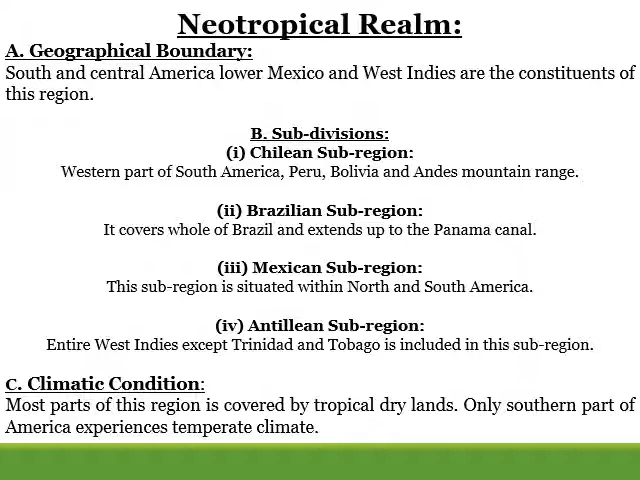 Neotropical Realm:
A. Geographical Boundary:
South and central America lower Mexico and West Indies are the constituents of
this region.
B. Sub-divisions:
(i) Chilean Sub-region:
Western part of South America, Peru, Bolivia and Andes mountain range.
(ii) Brazilian Sub-region:
It covers whole of Brazil and extends up to the Panama canal.
(iii) Mexican Sub-region:
This sub-region is situated within North and South America.
(iv) Antillean Sub-region:
Entire West Indies except Trinidad and Tobago is included in this sub-region.
C. Climatic Condition:
Most parts of this region is covered by tropical dry lands. Only southern part of
America experiences temperate climate.